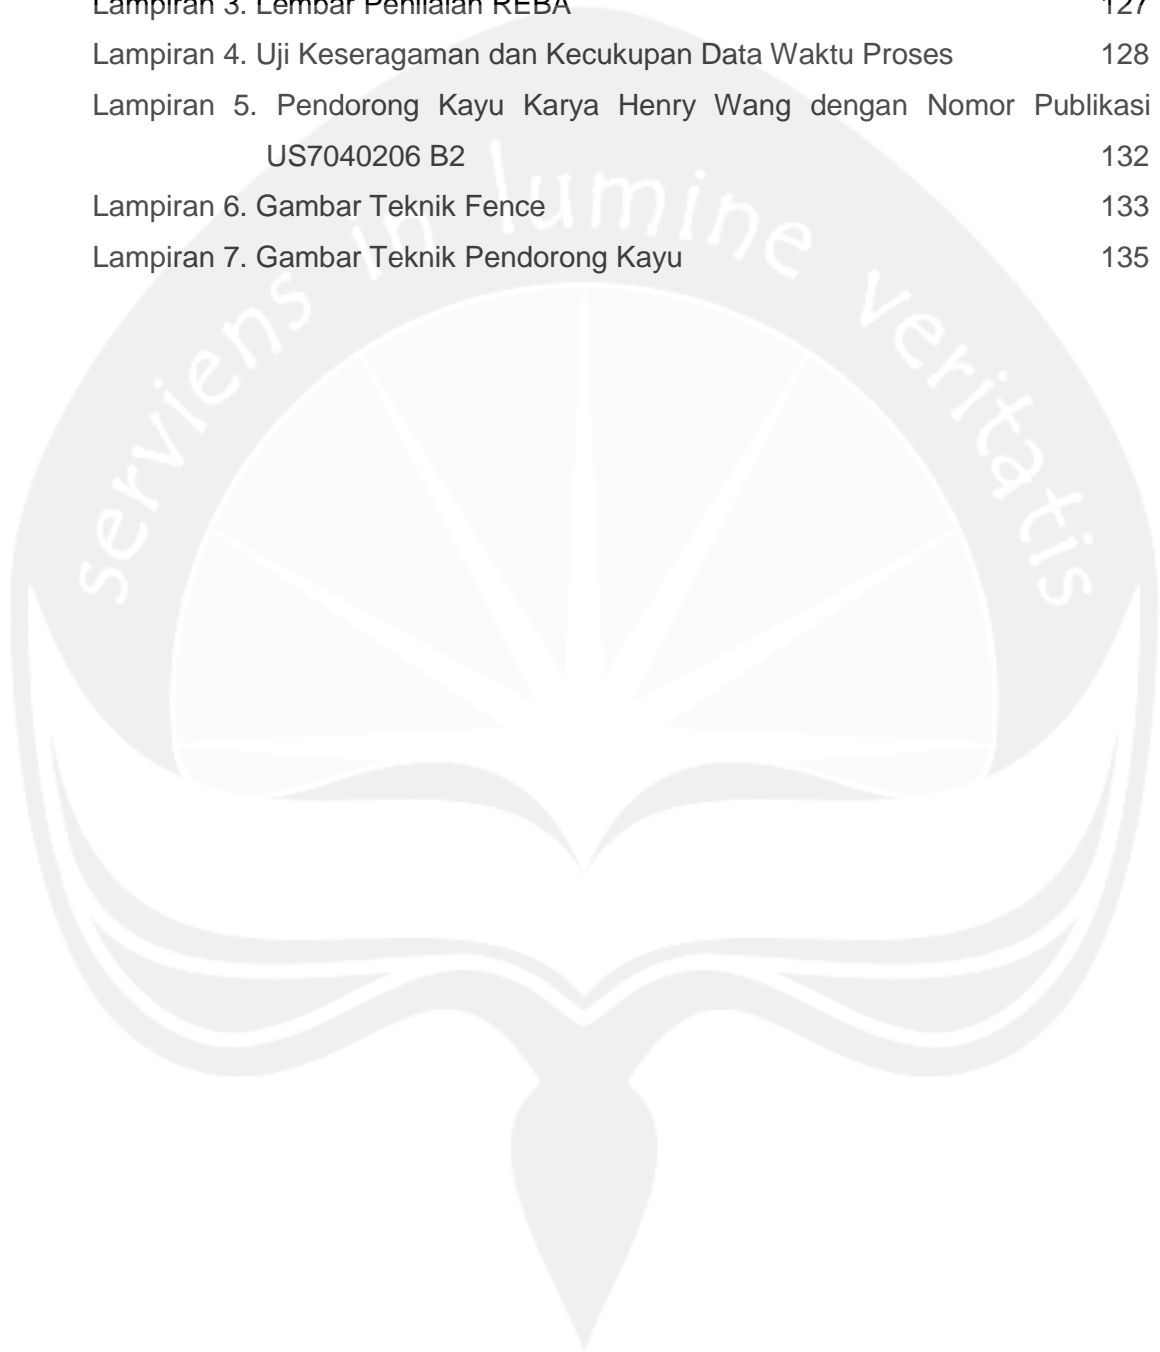 Lampiran 3. Lembar Penilaian REBA 127
Lampiran 4. Uji Keseragaman dan Kecukupan Data Waktu Proses 128
Lampiran 5. Pendorong Kayu Karya Henry Wang dengan Nomor Publikasi
US7040206 B2 132
Lampiran 6. Gambar Teknik Fence 133
Lampiran 7. Gambar Teknik Pendorong Kayu 135
serviens in lumine veritatis